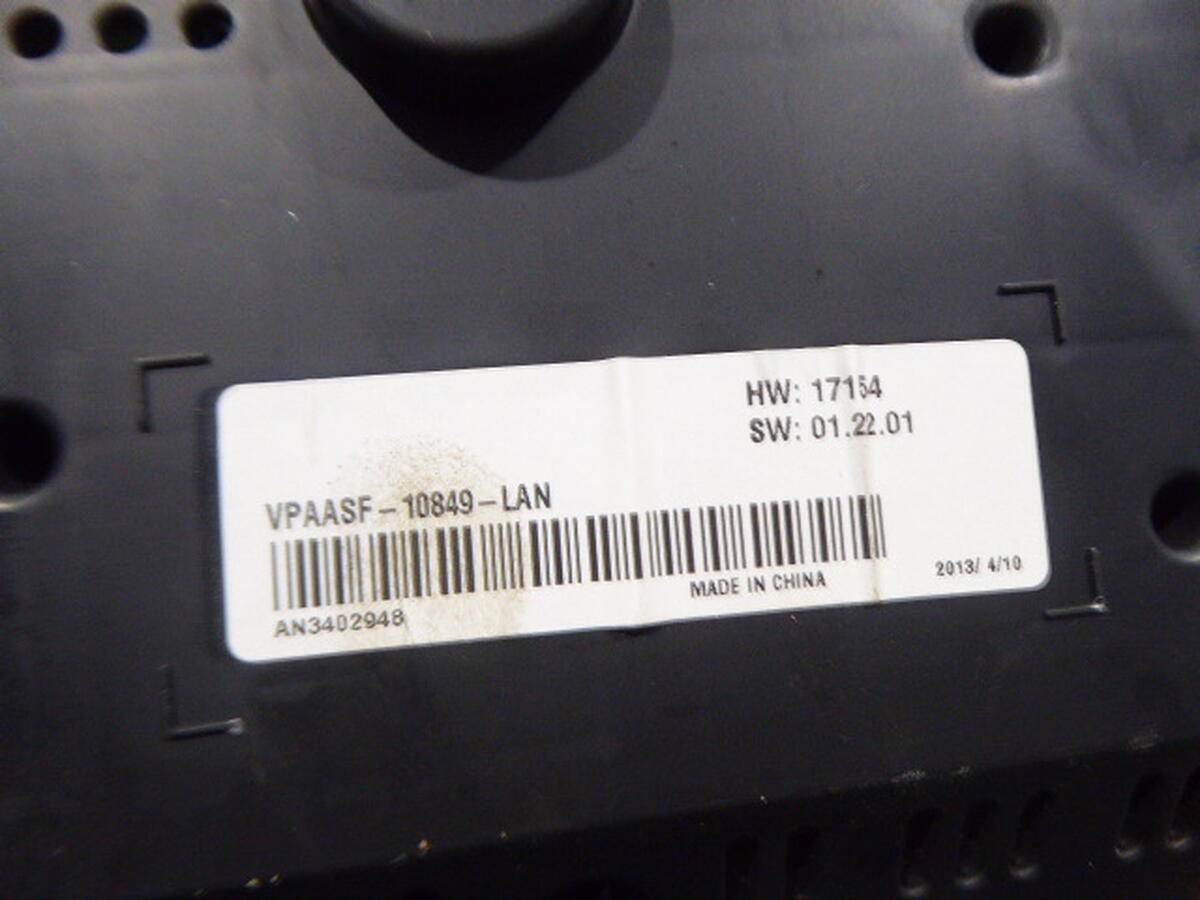 HW: 17154
SW: 01.22.01
VPAASF-10849-LAN
AN3402948
MADE IN CHINA
2013/ 4/10